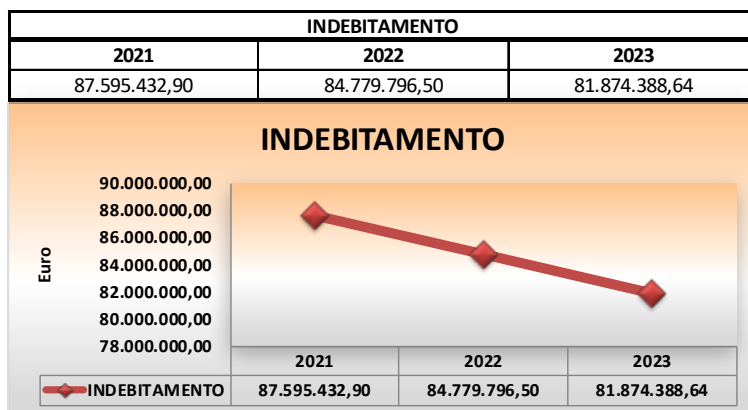 INDEBITAMENTO
2021 2022 2023
87.595.432,90 84.779.796,50 81.874.388,64
INDEBITAMENTO
90.000.000,00
88.000.000,00
86.000.000,00
84.000.000,00
82.000.000,00
80.000.000,00
78.000.000,00
Euro
2021 2022 2023
INDEBITAMENTO 87.595.432,90 84.779.796,50 81.874.388,64